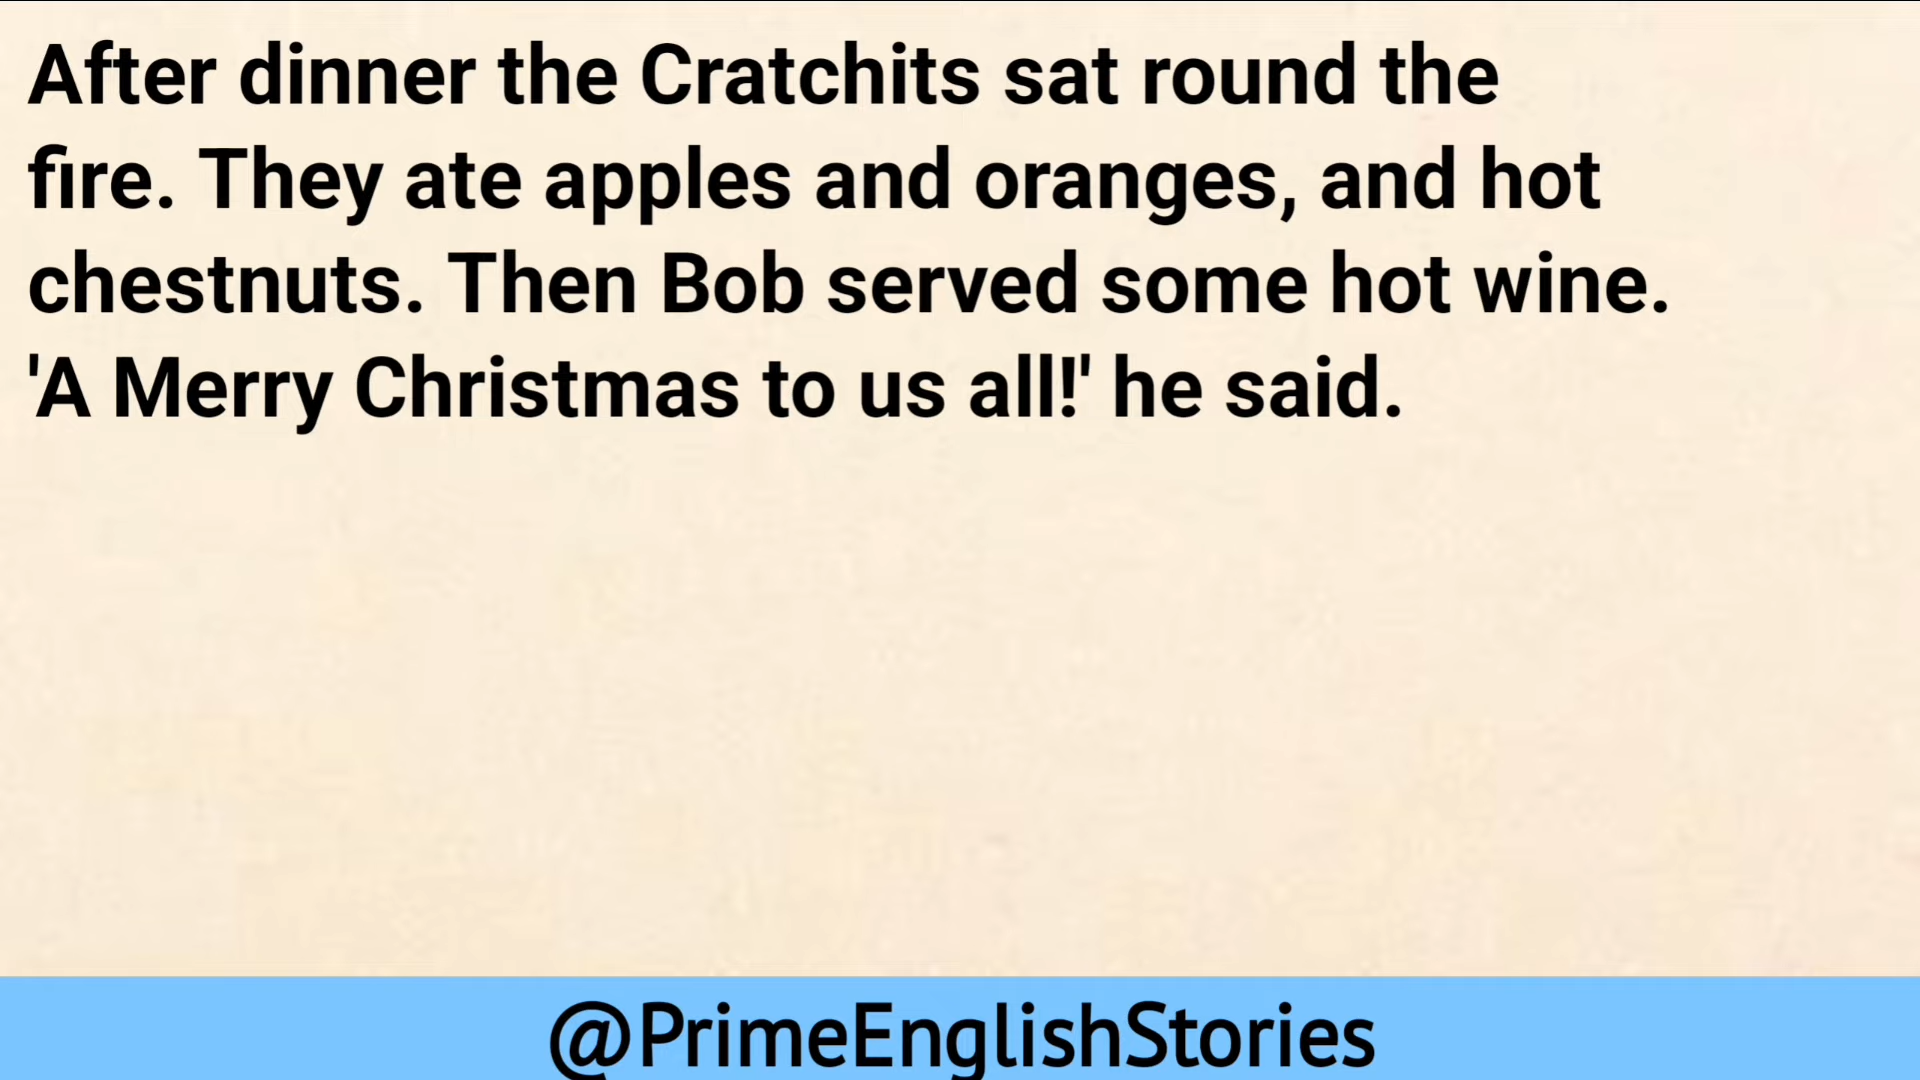 After dinner the Cratchits sat round the
fire. They ate apples and oranges, and hot
chestnuts. Then Bob served some hot wine.
'A Merry Christmas to us all!' he said.
@PrimeEnglishStories